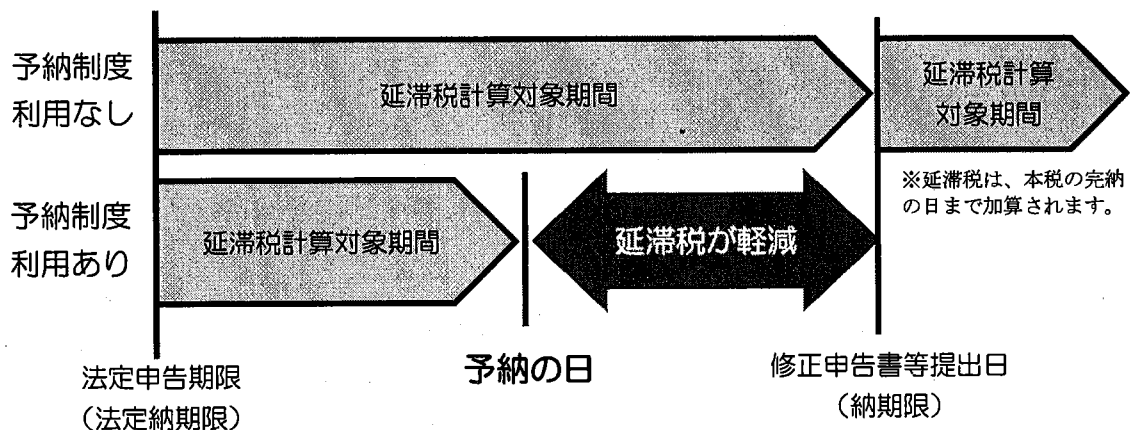 予納制度
利用なし
延滞税計算対象期間
延滞税計算
対象期間
※延滞税は、本税の完納
の日まで加算されます。
予納制度
利用あり
延滞税計算対象期間
延滞税が軽減
法定申告期限
（法定納期限）
予納の日
修正申告書等提出日
（納期限）